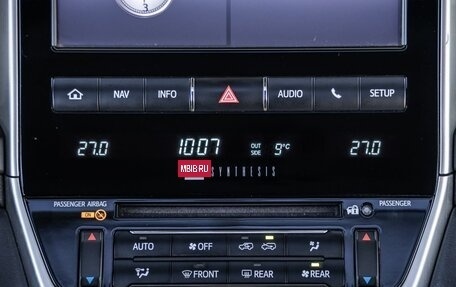 3
NAV INFO AUDIO SETUP
27.0 1007 OUT SIDE 9°C 27.0
MBIB.RU
SYNTHESIS
PASSENGER AIRBAG PASSENGER
ON
AUTO OFF
FRONT REAR REAR